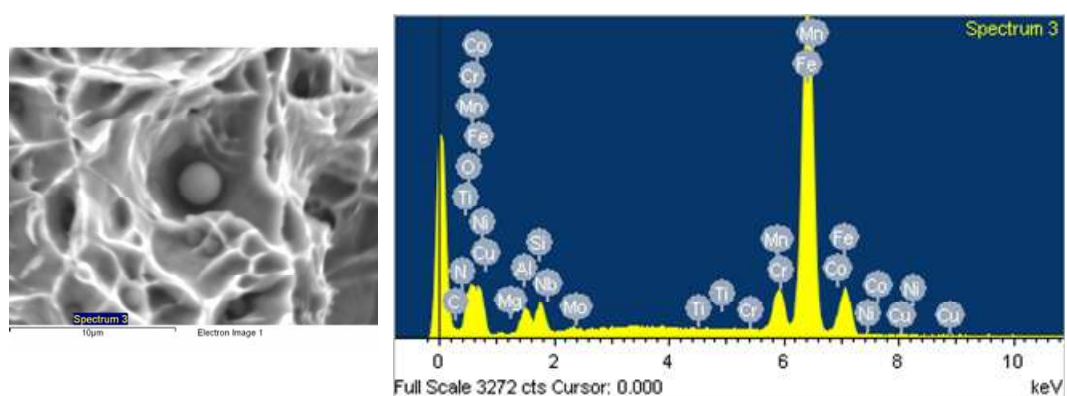 Spectrum 3
10µm
Electron Image 1
Spectrum 3
Co
Cr
Mn
Fe
O
Ti
Ni
Cu
N
C
Mg
Al
Si
Nb
Mo
Ti
Ti
Cr
Mn
Cr
Mn
Fe
Fe
Co
Co
Ni
Ni
Cu
Cu
0 2 4 6 8 10
Full Scale 3272 cts Cursor: 0.000 keV